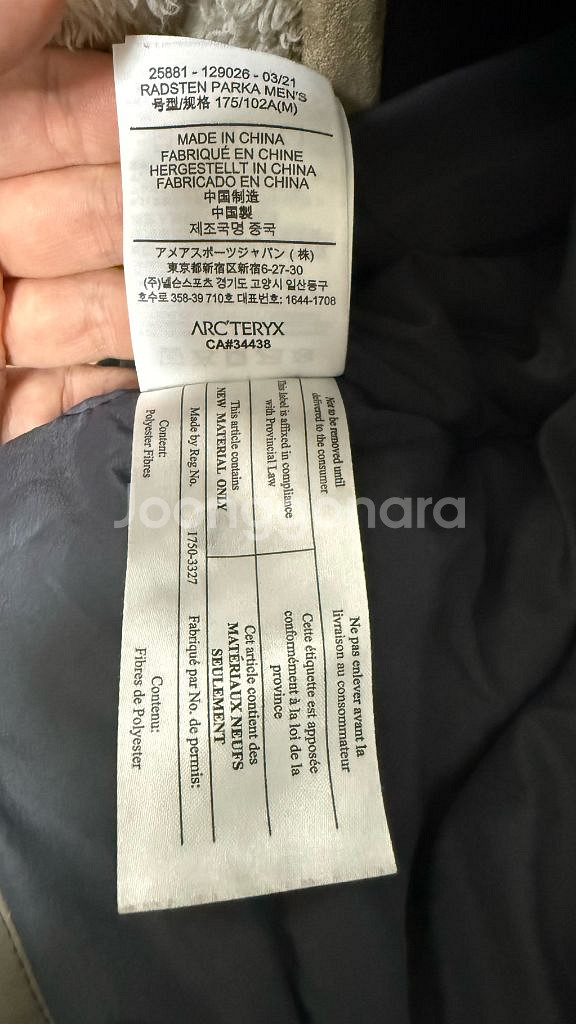 25881 - 129026 - 03/21
RADSTEN PARKA MEN'S
号型/规格 175/102A(M)
MADE IN CHINA
FABRIQUÉ EN CHINE
HERGESTELLT IN CHINA
FABRICADO EN CHINA
中国制造
中国製
제조국명 중국
アメアスポーツジャパン (株)
東京都新宿区新宿6-27-30
(주)넬슨스포츠 경기도 고양시 일산동구
호수로 358-39 710호 대표번호: 1644-1708
ARC'TERYX
CA#34438
Not to be removed until
delivered to the consumer
Ne pas enlever avant la
livraison au consommateur
This label is affixed in compliance
with Provincial Law
Cette étiquette est apposée
conformément à la loi de la
province
This article contains
NEW MATERIAL ONLY
Cet article contient des
MATÉRIAUX NEUFS
SEULEMENT
Made by Reg No. 1750-3327 Fabriqué par No. de permis:
Content:
Polyester Fibres
Contenu:
Fibres de Polyester
Joonggonara